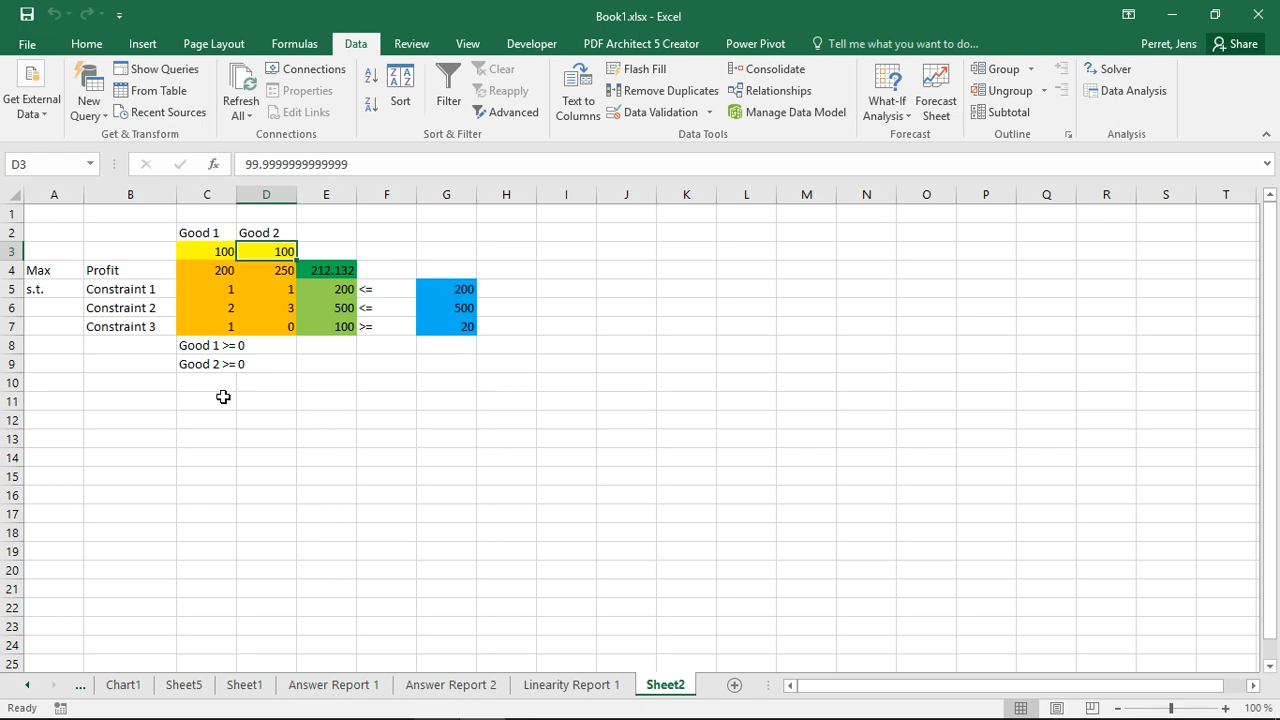 Book1.xlsx - Excel
File Home Insert Page Layout Formulas Data Review View Developer PDF Architect 5 Creator Power Pivot Tell me what you want to do... Perret, Jens Share
Get External Data
New Query
Show Queries
From Table
Recent Sources
Get & Transform
Refresh All
Connections
Properties
Edit Links
Connections
Sort
Filter
Clear
Reapply
Advanced
Sort & Filter
Text to Columns
Flash Fill
Remove Duplicates
Data Validation
Consolidate
Relationships
Manage Data Model
Data Tools
What-If Analysis
Forecast Sheet
Forecast
Group
Ungroup
Subtotal
Outline
Solver
Data Analysis
Analysis
D3 fx 99.9999999999999
A B C D E F G H I J K L M N O P Q R S T
1
2 Good 1 Good 2
3 100 100
4 Max Profit 200 250 212.132
5 s.t. Constraint 1 1 1 200 <= 200
6 Constraint 2 2 3 500 <= 500
7 Constraint 3 1 0 100 >= 20
8 Good 1 >= 0
9 Good 2 >= 0
10
11
12
13
14
15
16
17
18
19
20
21
22
23
24
25
... Chart1 Sheet5 Sheet1 Answer Report 1 Answer Report 2 Linearity Report 1 Sheet2
Ready 100 %